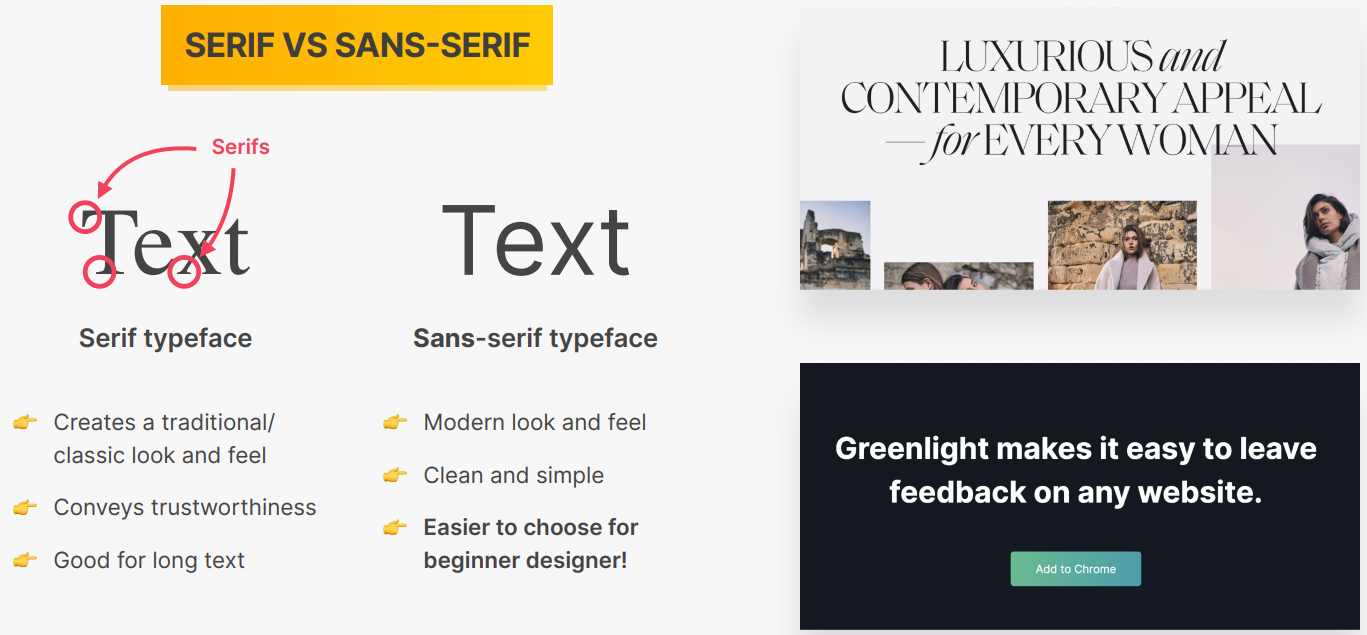 SERIF VS SANS-SERIF
Serifs
Text
Serif typeface
👉 Creates a traditional/
classic look and feel
👉 Conveys trustworthiness
👉 Good for long text
Text
Sans-serif typeface
👉 Modern look and feel
👉 Clean and simple
👉 Easier to choose for
beginner designer!
LUXURIOUS and
CONTEMPORARY APPEAL
— for EVERY WOMAN
Greenlight makes it easy to leave
feedback on any website.
Add to Chrome